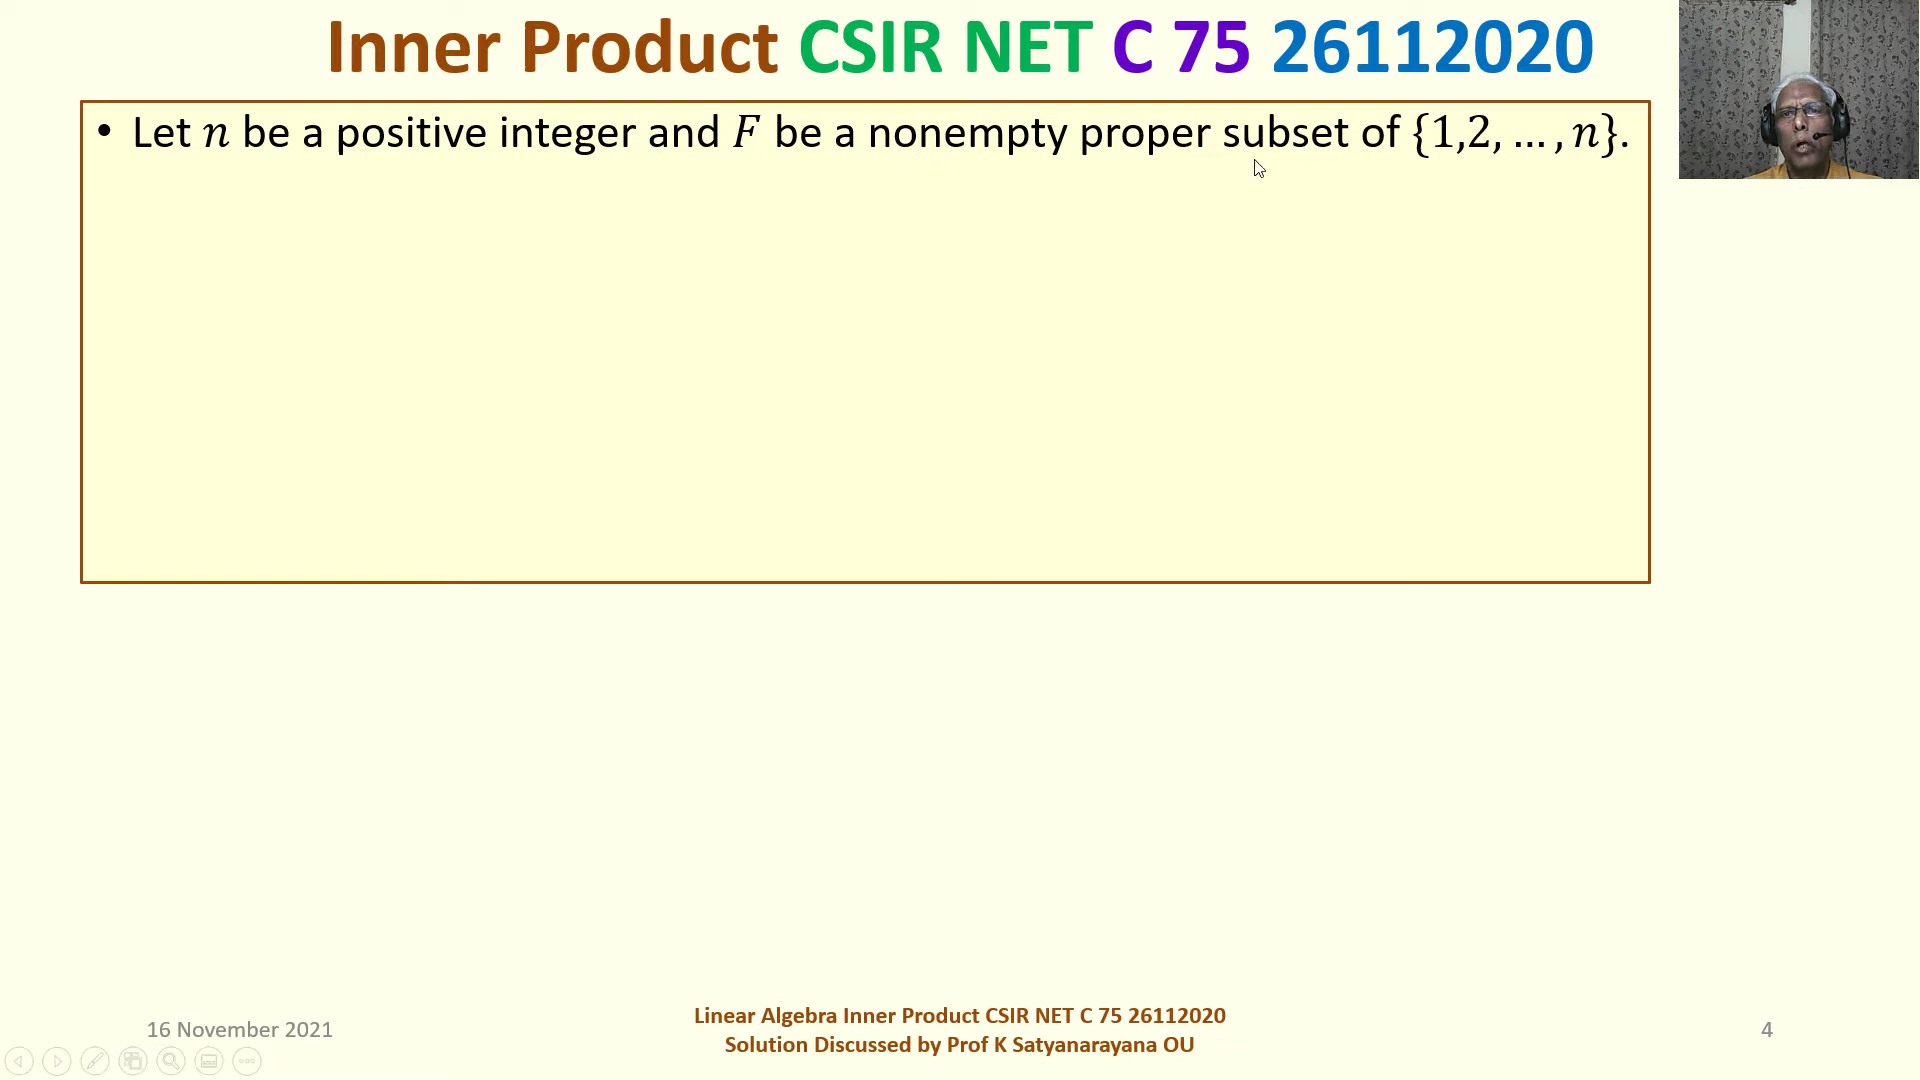 Inner Product CSIR NET C 75 26112020
• Let n be a positive integer and F be a nonempty proper subset of {1,2, … , n}.
16 November 2021
Linear Algebra Inner Product CSIR NET C 75 26112020
Solution Discussed by Prof K Satyanarayana OU
4